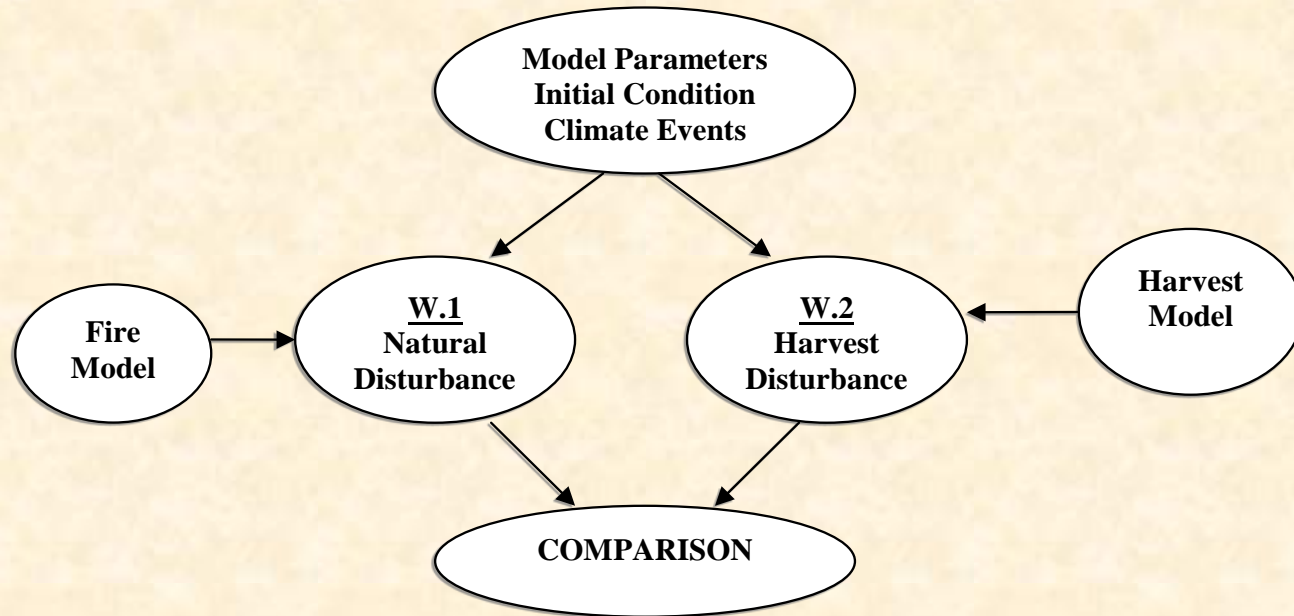 Model Parameters
Initial Condition
Climate Events
Fire
Model
W.1
Natural
Disturbance
W.2
Harvest
Disturbance
Harvest
Model
COMPARISON